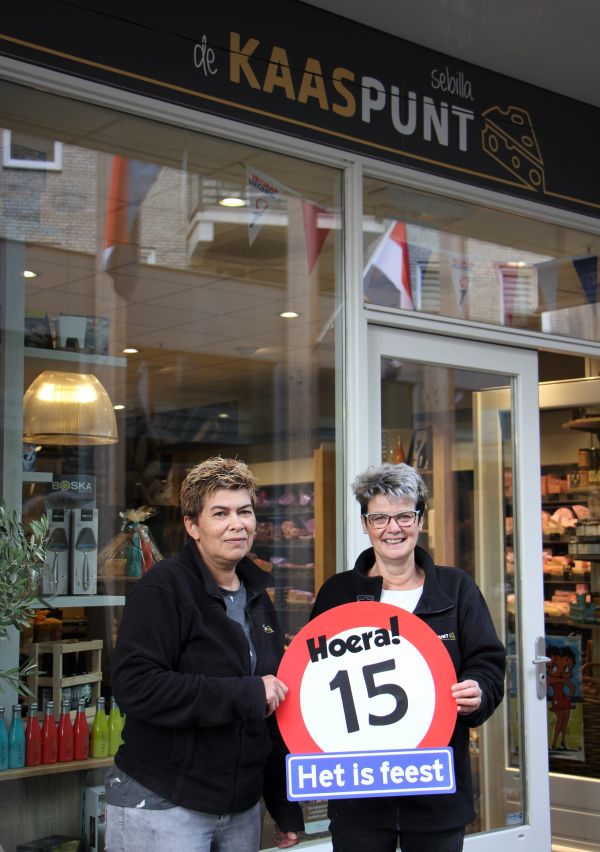 de KAASPUNT
sebilla
BOSKA
Hoera!
15
Het is feest